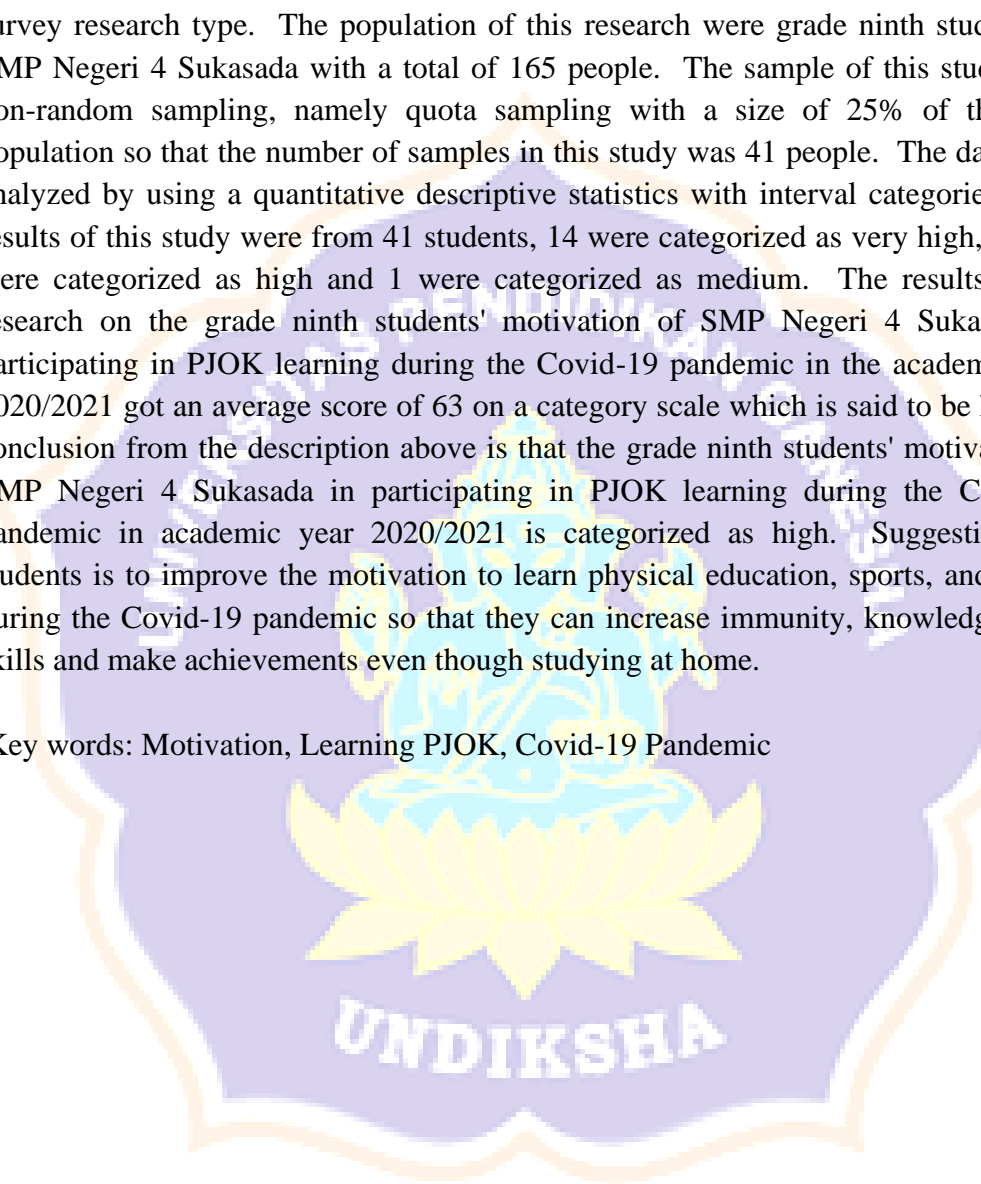 urvey research type. The population of this research were grade ninth stud
MP Negeri 4 Sukasada with a total of 165 people. The sample of this stud
on-random sampling, namely quota sampling with a size of 25% of th
opulation so that the number of samples in this study was 41 people. The da
nalyzed by using a quantitative descriptive statistics with interval categorie
esults of this study were from 41 students, 14 were categorized as very high,
ere categorized as high and 1 were categorized as medium. The results
esearch on the grade ninth students' motivation of SMP Negeri 4 Suka
articipating in PJOK learning during the Covid-19 pandemic in the academ
020/2021 got an average score of 63 on a category scale which is said to be
onclusion from the description above is that the grade ninth students' motiva
MP Negeri 4 Sukasada in participating in PJOK learning during the C
andemic in academic year 2020/2021 is categorized as high. Suggesti
tudents is to improve the motivation to learn physical education, sports, and
uring the Covid-19 pandemic so that they can increase immunity, knowledg
kills and make achievements even though studying at home.
Key words: Motivation, Learning PJOK, Covid-19 Pandemic
UNIVERSITAS PENDIDIKAN GANESHA
UNDIKSHA